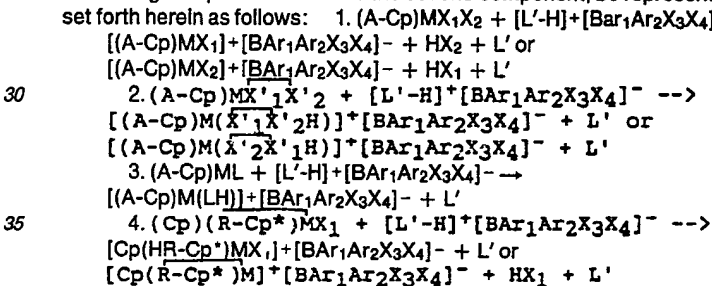 set forth herein as follows: 1. (A-Cp)MX1X2 + [L'-H]+[Bar1Ar2X3X4]
[(A-Cp)MX1]+[BAr1Ar2X3X4]- + HX2 + L' or
[(A-Cp)MX2]+[BAr1Ar2X3X4]- + HX1 + L'
30 2. (A-Cp)MX'1X'2 + [L'-H]+[BAr1Ar2X3X4]- -->
[(A-Cp)M(X'1X'2H)]+[BAr1Ar2X3X4]- + L' or
[(A-Cp)M(X'2X'1H)]+[BAr1Ar2X3X4]- + L'
3. (A-Cp)ML + [L'-H]+[BAr1Ar2X3X4]- →
[(A-Cp)M(LH)]+[BAr1Ar2X3X4]- + L'
35 4. (Cp)(R-Cp*)MX1 + [L'-H]+[BAr1Ar2X3X4]- -->
[Cp(HR-Cp*)MX1]+[BAr1Ar2X3X4]- + L' or
[Cp(R-Cp*)M]+[BAr1Ar2X3X4]- + HX1 + L'